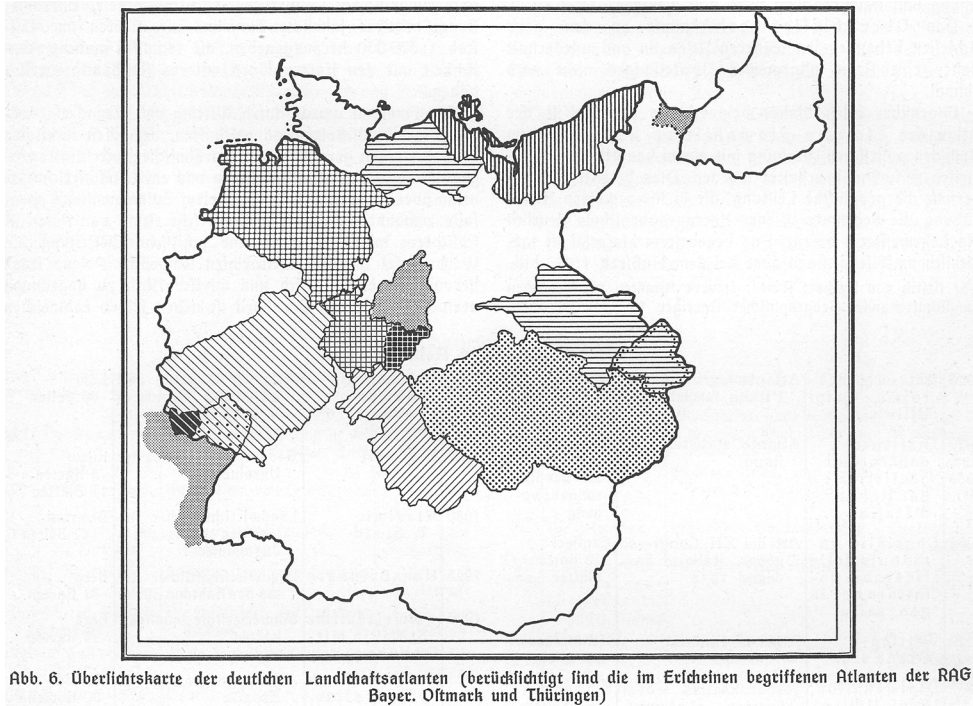 Abb. 6. Übersichtskarte der deutschen Landschaftsatlanten (berücksichtigt sind die im Erscheinen begriffenen Atlanten der RAG
Bayer. Ostmark und Thüringen)